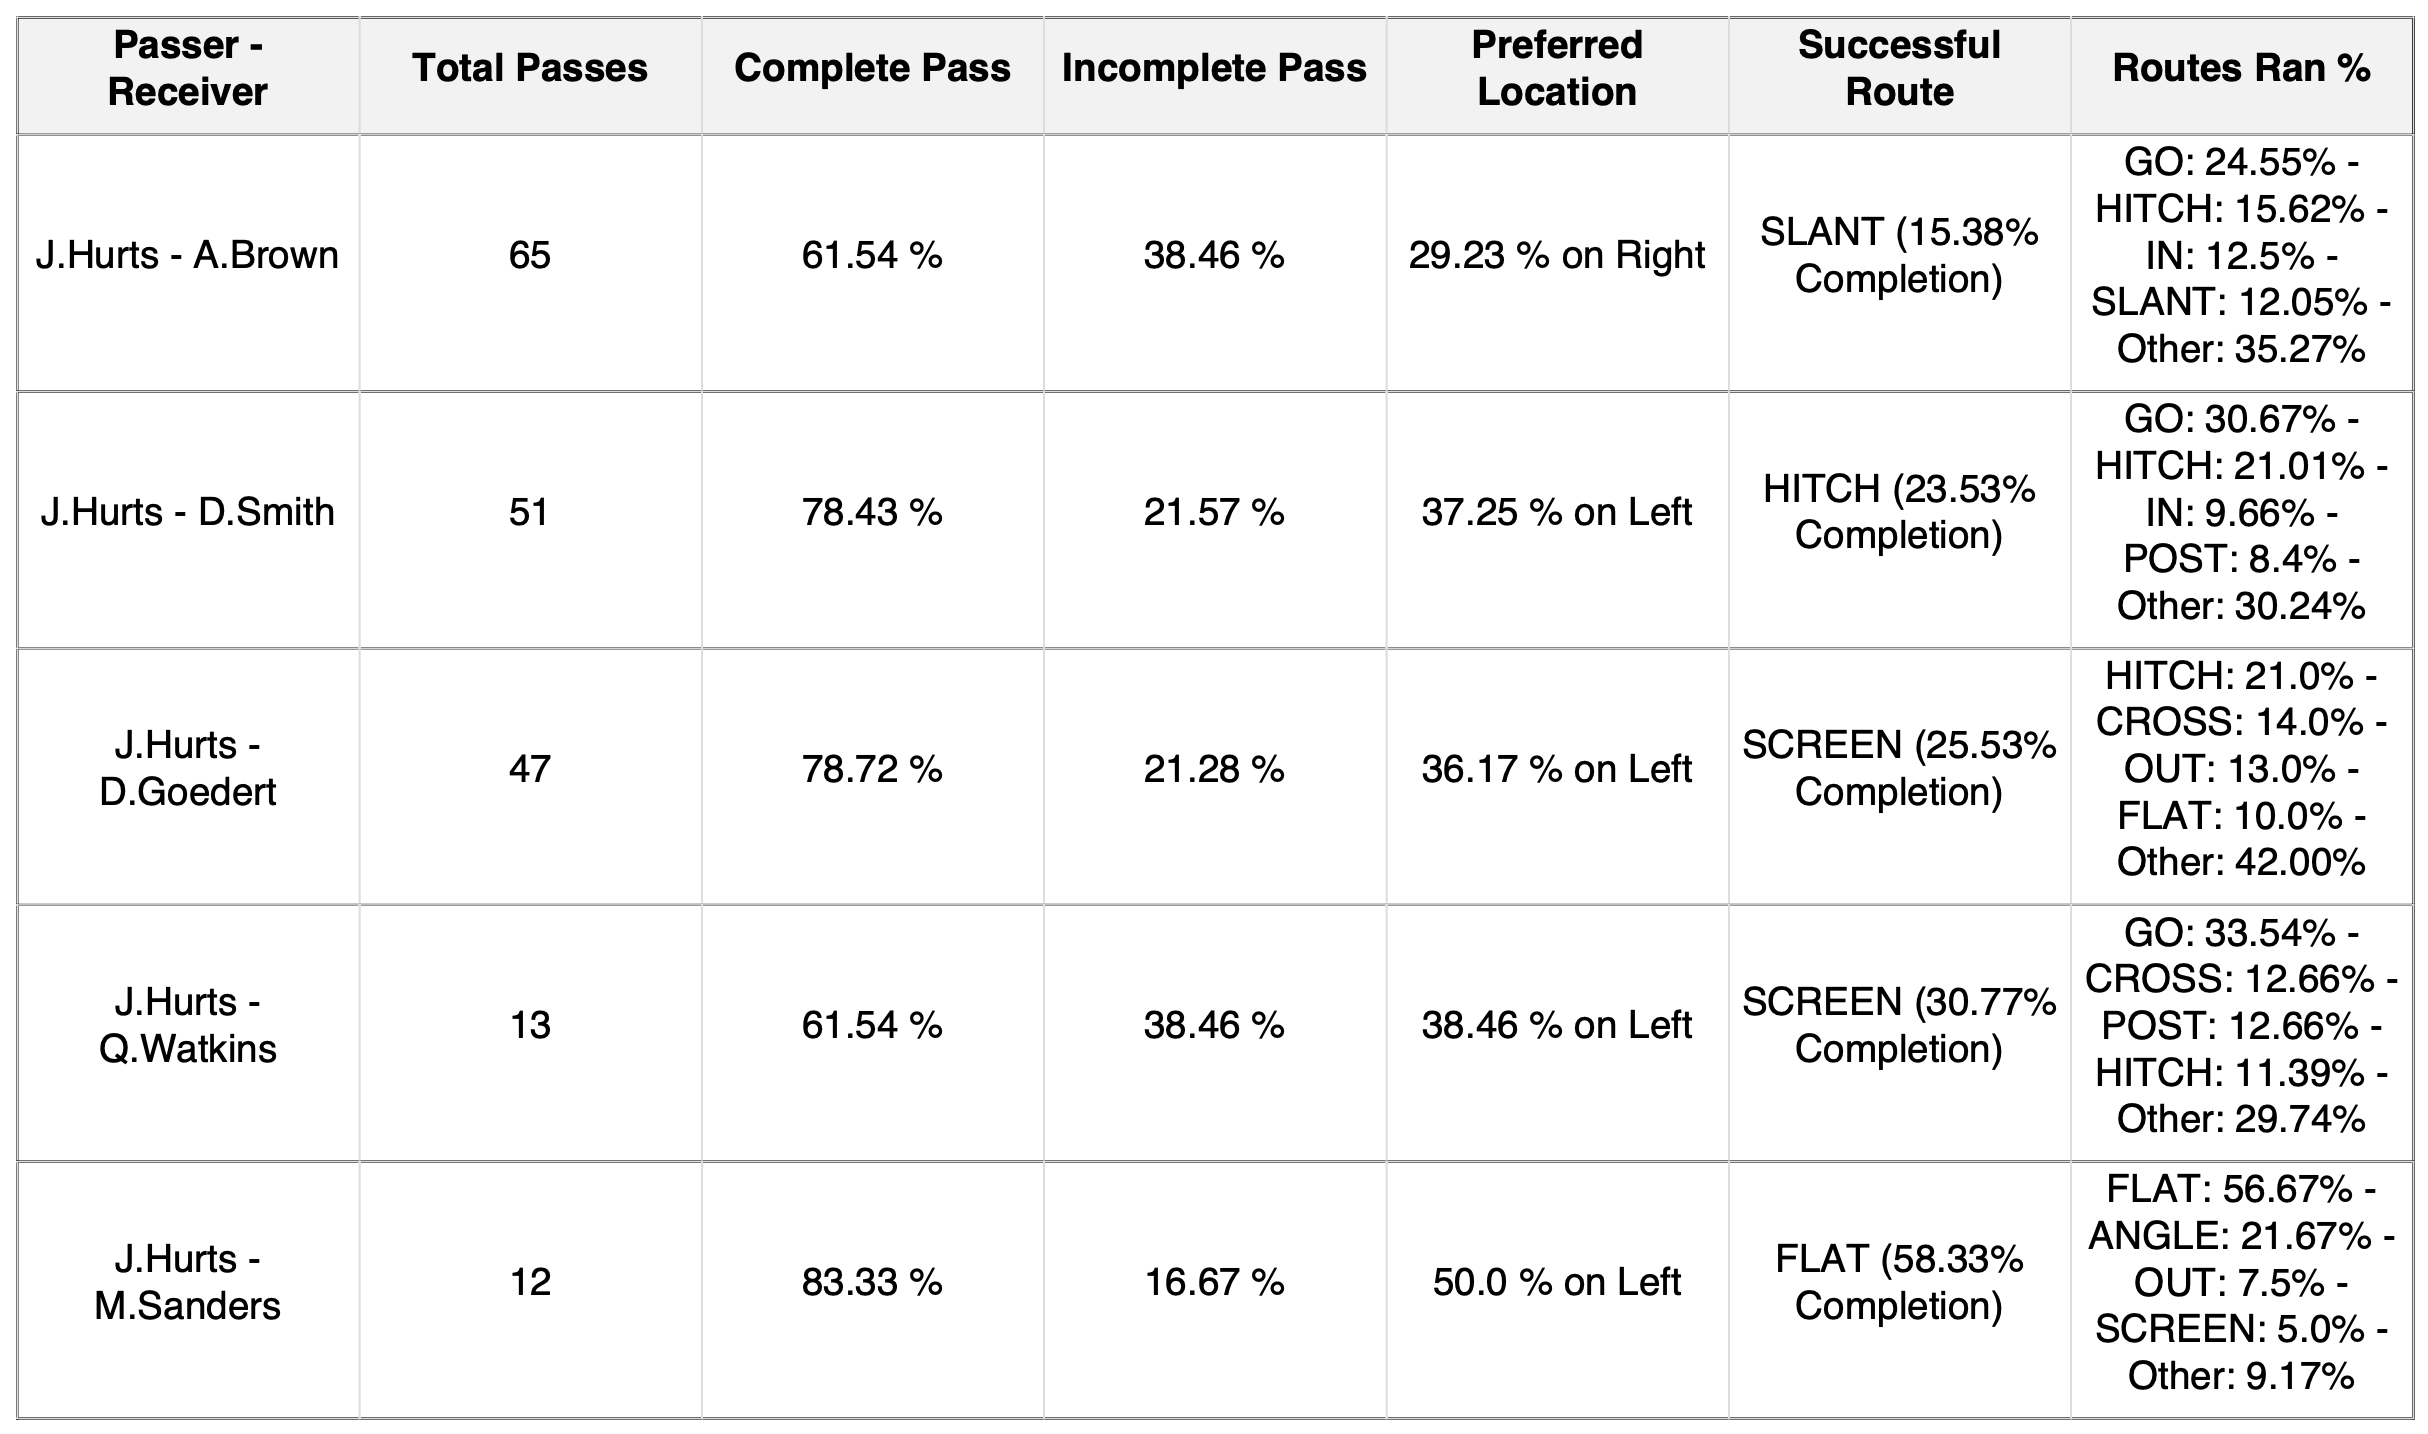 Passer -
Receiver
Total Passes
Complete Pass
Incomplete Pass
Preferred
Location
Successful
Route
Routes Ran %
J.Hurts - A.Brown
65
61.54 %
38.46 %
29.23 % on Right
SLANT (15.38%
Completion)
GO: 24.55% -
HITCH: 15.62% -
IN: 12.5% -
SLANT: 12.05% -
Other: 35.27%
J.Hurts - D.Smith
51
78.43 %
21.57 %
37.25 % on Left
HITCH (23.53%
Completion)
GO: 30.67% -
HITCH: 21.01% -
IN: 9.66% -
POST: 8.4% -
Other: 30.24%
J.Hurts -
D.Goedert
47
78.72 %
21.28 %
36.17 % on Left
SCREEN (25.53%
Completion)
HITCH: 21.0% -
CROSS: 14.0% -
OUT: 13.0% -
FLAT: 10.0% -
Other: 42.00%
J.Hurts -
Q.Watkins
13
61.54 %
38.46 %
38.46 % on Left
SCREEN (30.77%
Completion)
GO: 33.54% -
CROSS: 12.66% -
POST: 12.66% -
HITCH: 11.39% -
Other: 29.74%
J.Hurts -
M.Sanders
12
83.33 %
16.67 %
50.0 % on Left
FLAT (58.33%
Completion)
FLAT: 56.67% -
ANGLE: 21.67% -
OUT: 7.5% -
SCREEN: 5.0% -
Other: 9.17%